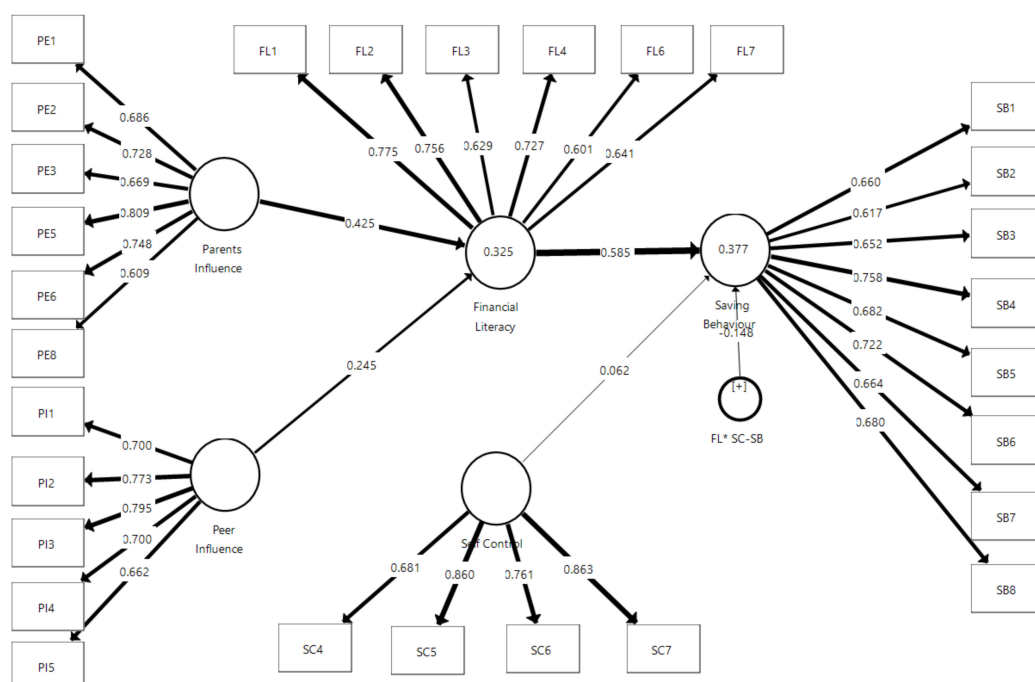 PE1
PE2
PE3
PE5
PE6
PE8
0.686
0.728
0.669
0.809
0.748
0.609
Parents
Influence
PI1
PI2
PI3
PI4
PI5
0.700
0.773
0.795
0.700
0.662
Peer
Influence
0.425
0.245
FL1
FL2
FL3
FL4
FL6
FL7
0.775
0.756
0.629
0.727
0.601
0.641
0.325
Financial
Literacy
0.585
0.062
Self Control
0.681
0.860
0.761
0.863
SC4
SC5
SC6
SC7
0.377
Saving
Behaviour
-0.148
[+]
FL* SC-SB
0.660
0.617
0.652
0.758
0.682
0.722
0.664
0.680
SB1
SB2
SB3
SB4
SB5
SB6
SB7
SB8